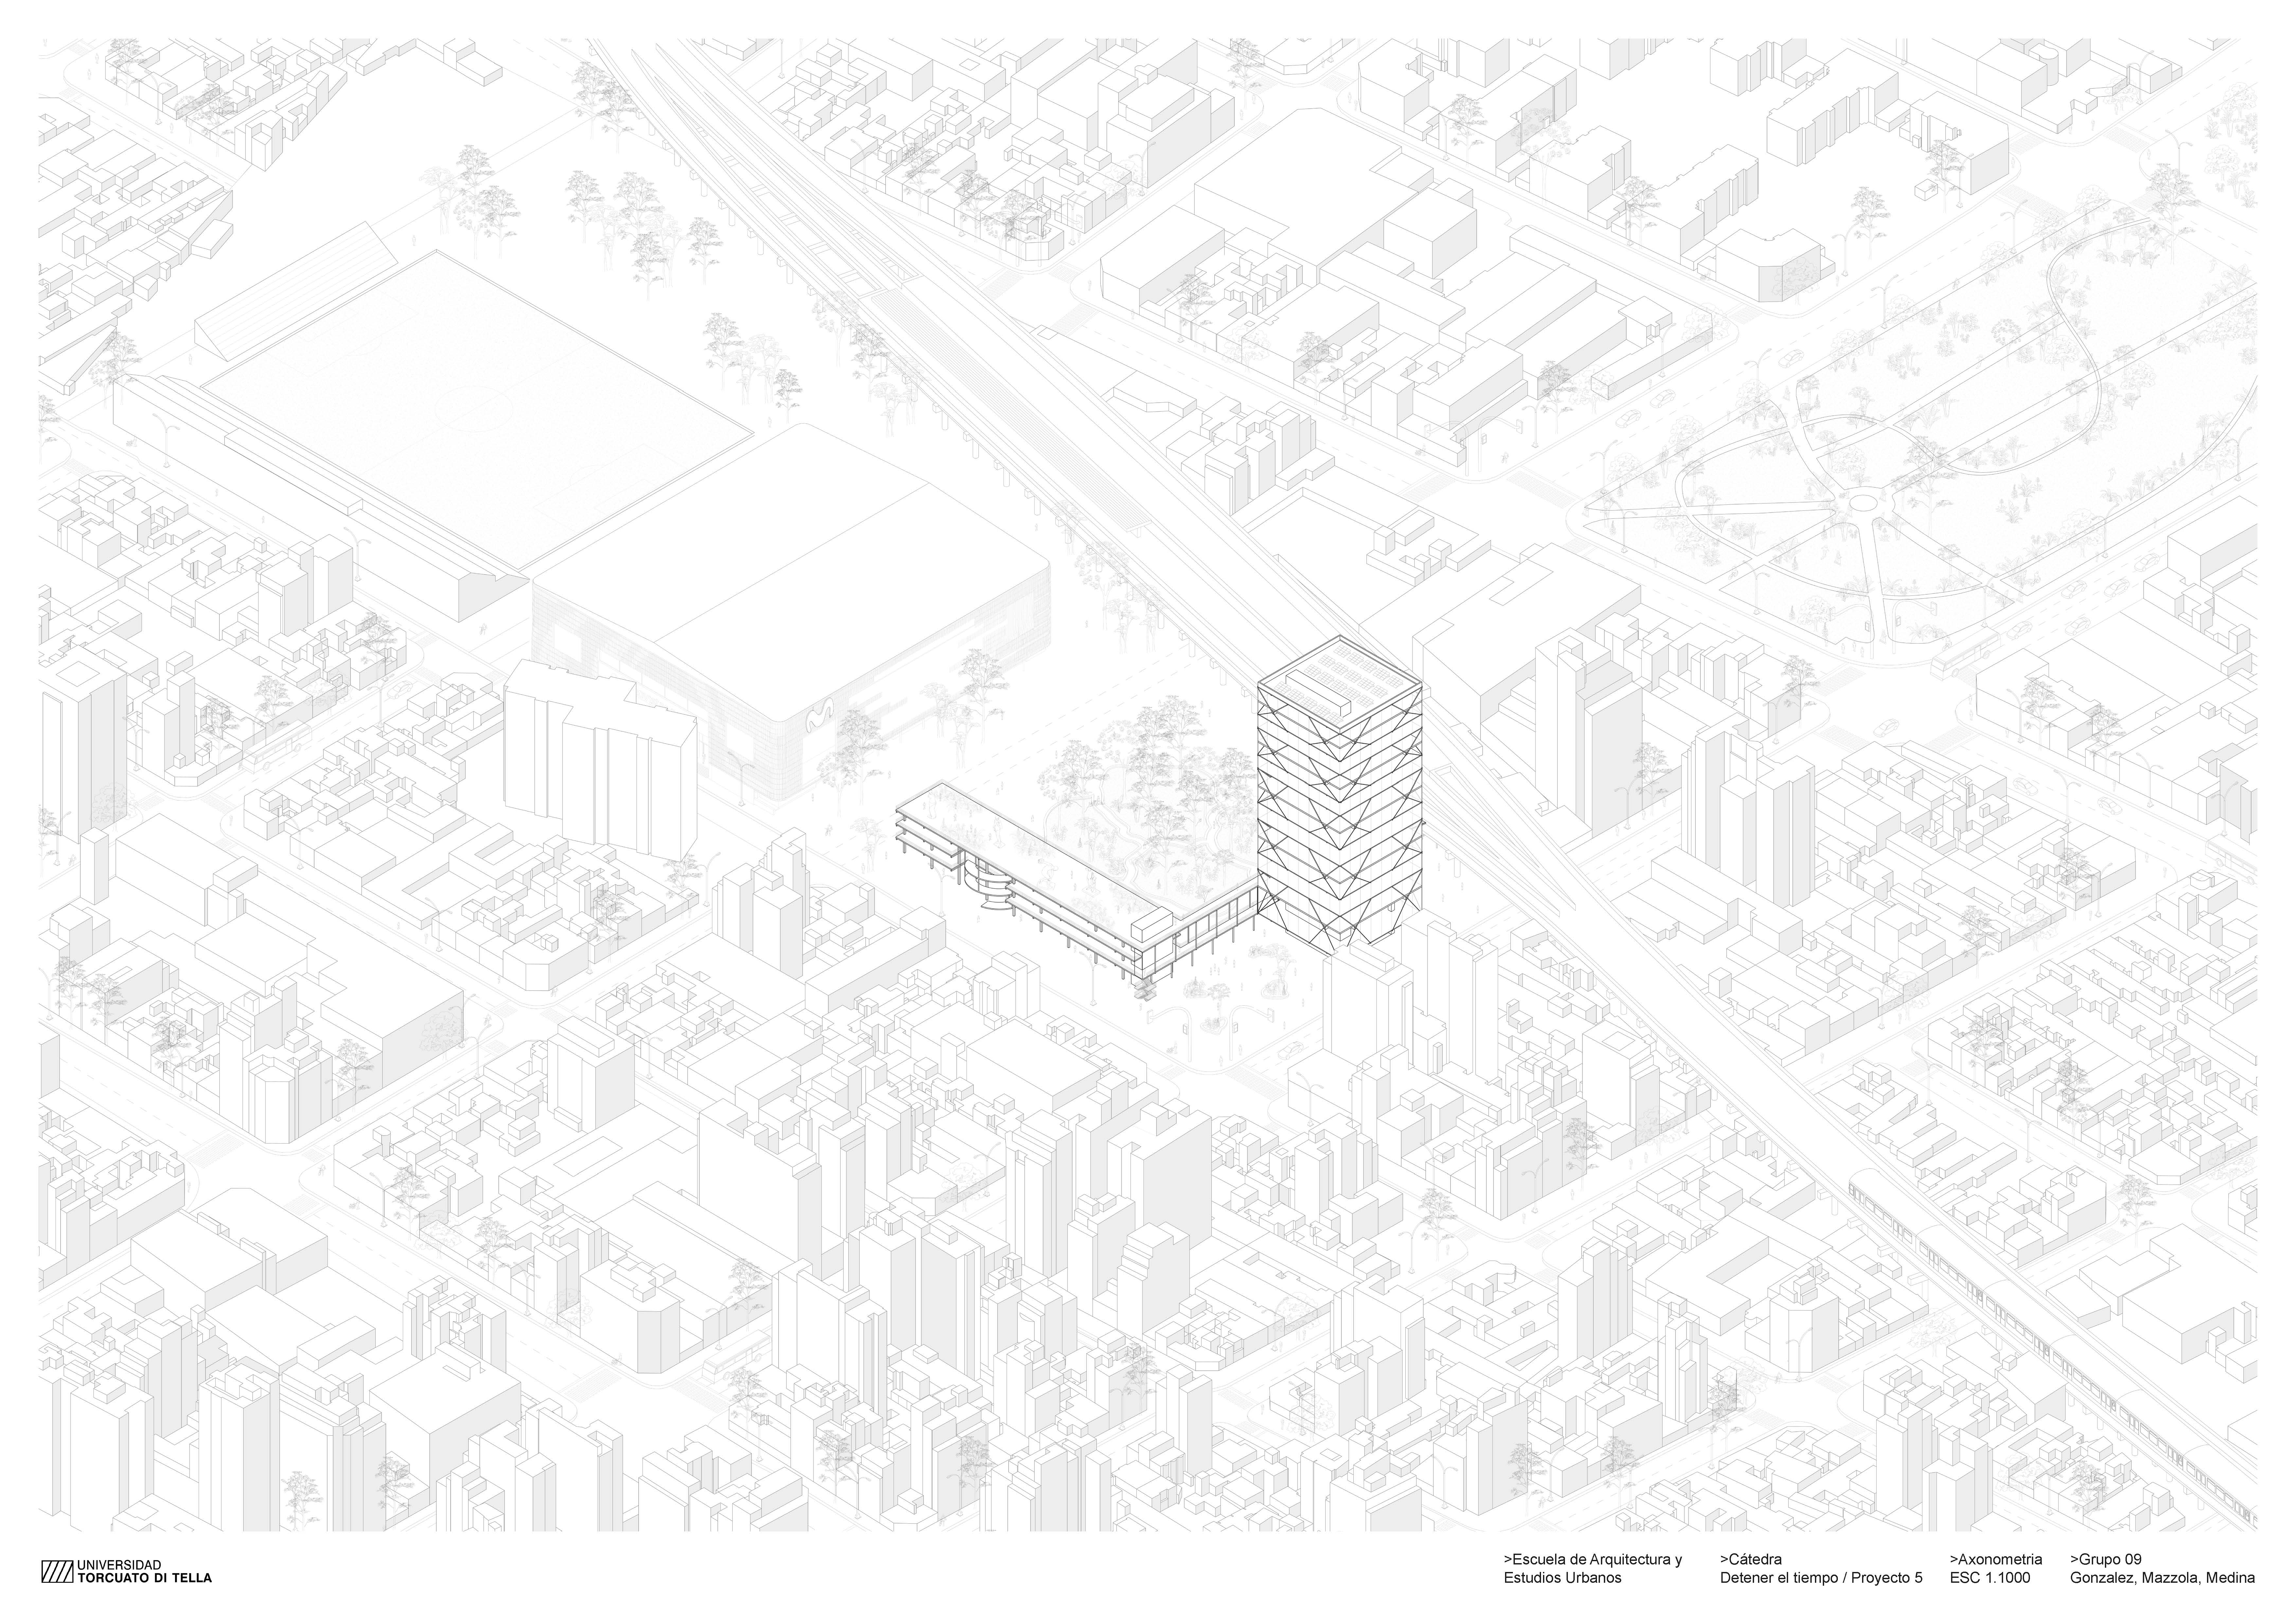 UNIVERSIDAD
TORCUATO DI TELLA
>Escuela de Arquitectura y
Estudios Urbanos
>Cátedra
Detener el tiempo / Proyecto 5
>Axonometria
ESC 1.1000
>Grupo 09
Gonzalez, Mazzola, Medina